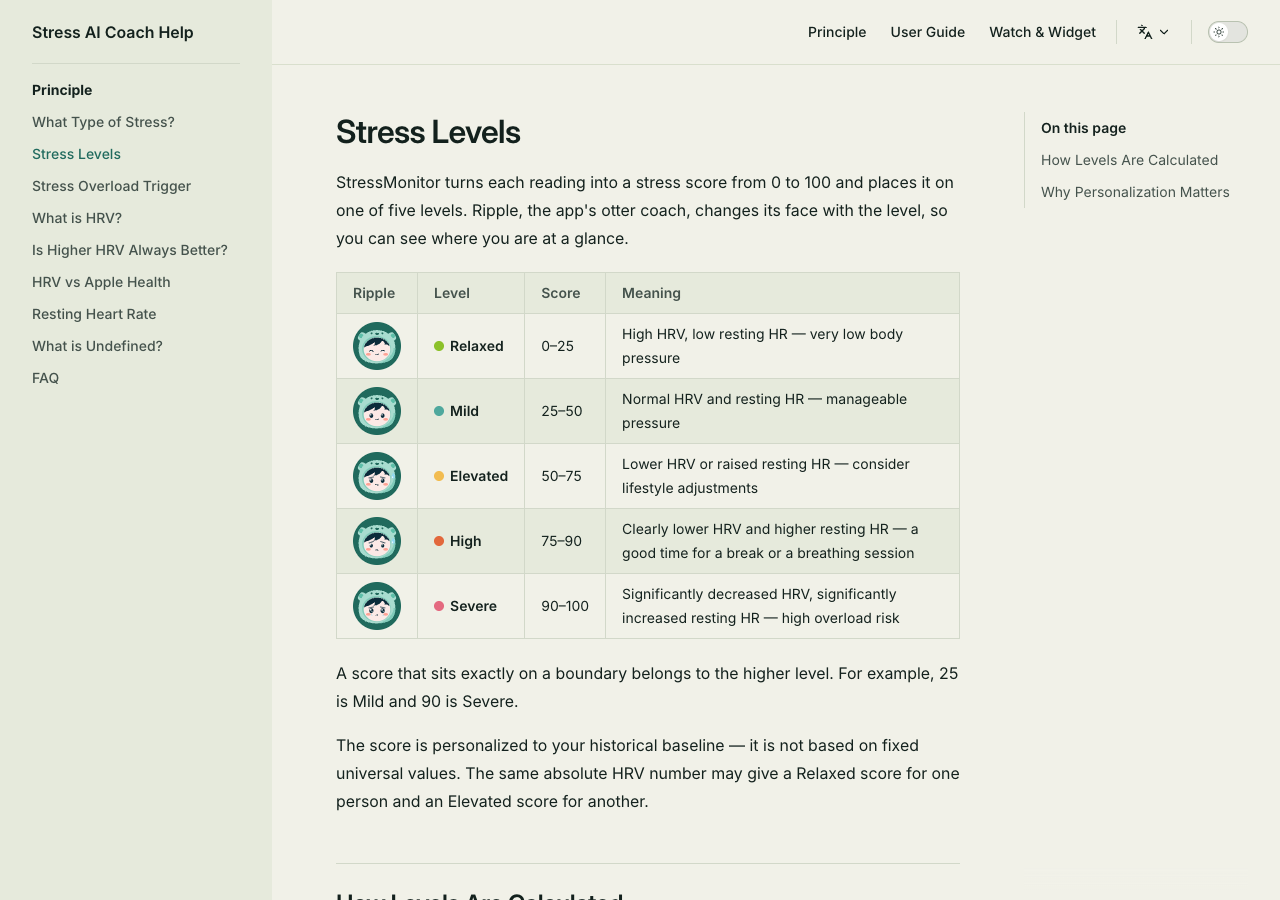 Stress AI Coach Help
Principle
What Type of Stress?
Stress Levels
Stress Overload Trigger
What is HRV?
Is Higher HRV Always Better?
HRV vs Apple Health
Resting Heart Rate
What is Undefined?
FAQ
Principle User Guide Watch & Widget
Stress Levels
StressMonitor turns each reading into a stress score from 0 to 100 and places it on
one of five levels. Ripple, the app's otter coach, changes its face with the level, so
you can see where you are at a glance.
Ripple Level Score Meaning
Relaxed 0–25 High HRV, low resting HR — very low body
pressure
Mild 25–50 Normal HRV and resting HR — manageable
pressure
Elevated 50–75 Lower HRV or raised resting HR — consider
lifestyle adjustments
High 75–90 Clearly lower HRV and higher resting HR — a
good time for a break or a breathing session
Severe 90–100 Significantly decreased HRV, significantly
increased resting HR — high overload risk
A score that sits exactly on a boundary belongs to the higher level. For example, 25
is Mild and 90 is Severe.
The score is personalized to your historical baseline — it is not based on fixed
universal values. The same absolute HRV number may give a Relaxed score for one
person and an Elevated score for another.
How Levels Are Calculated
On this page
How Levels Are Calculated
Why Personalization Matters